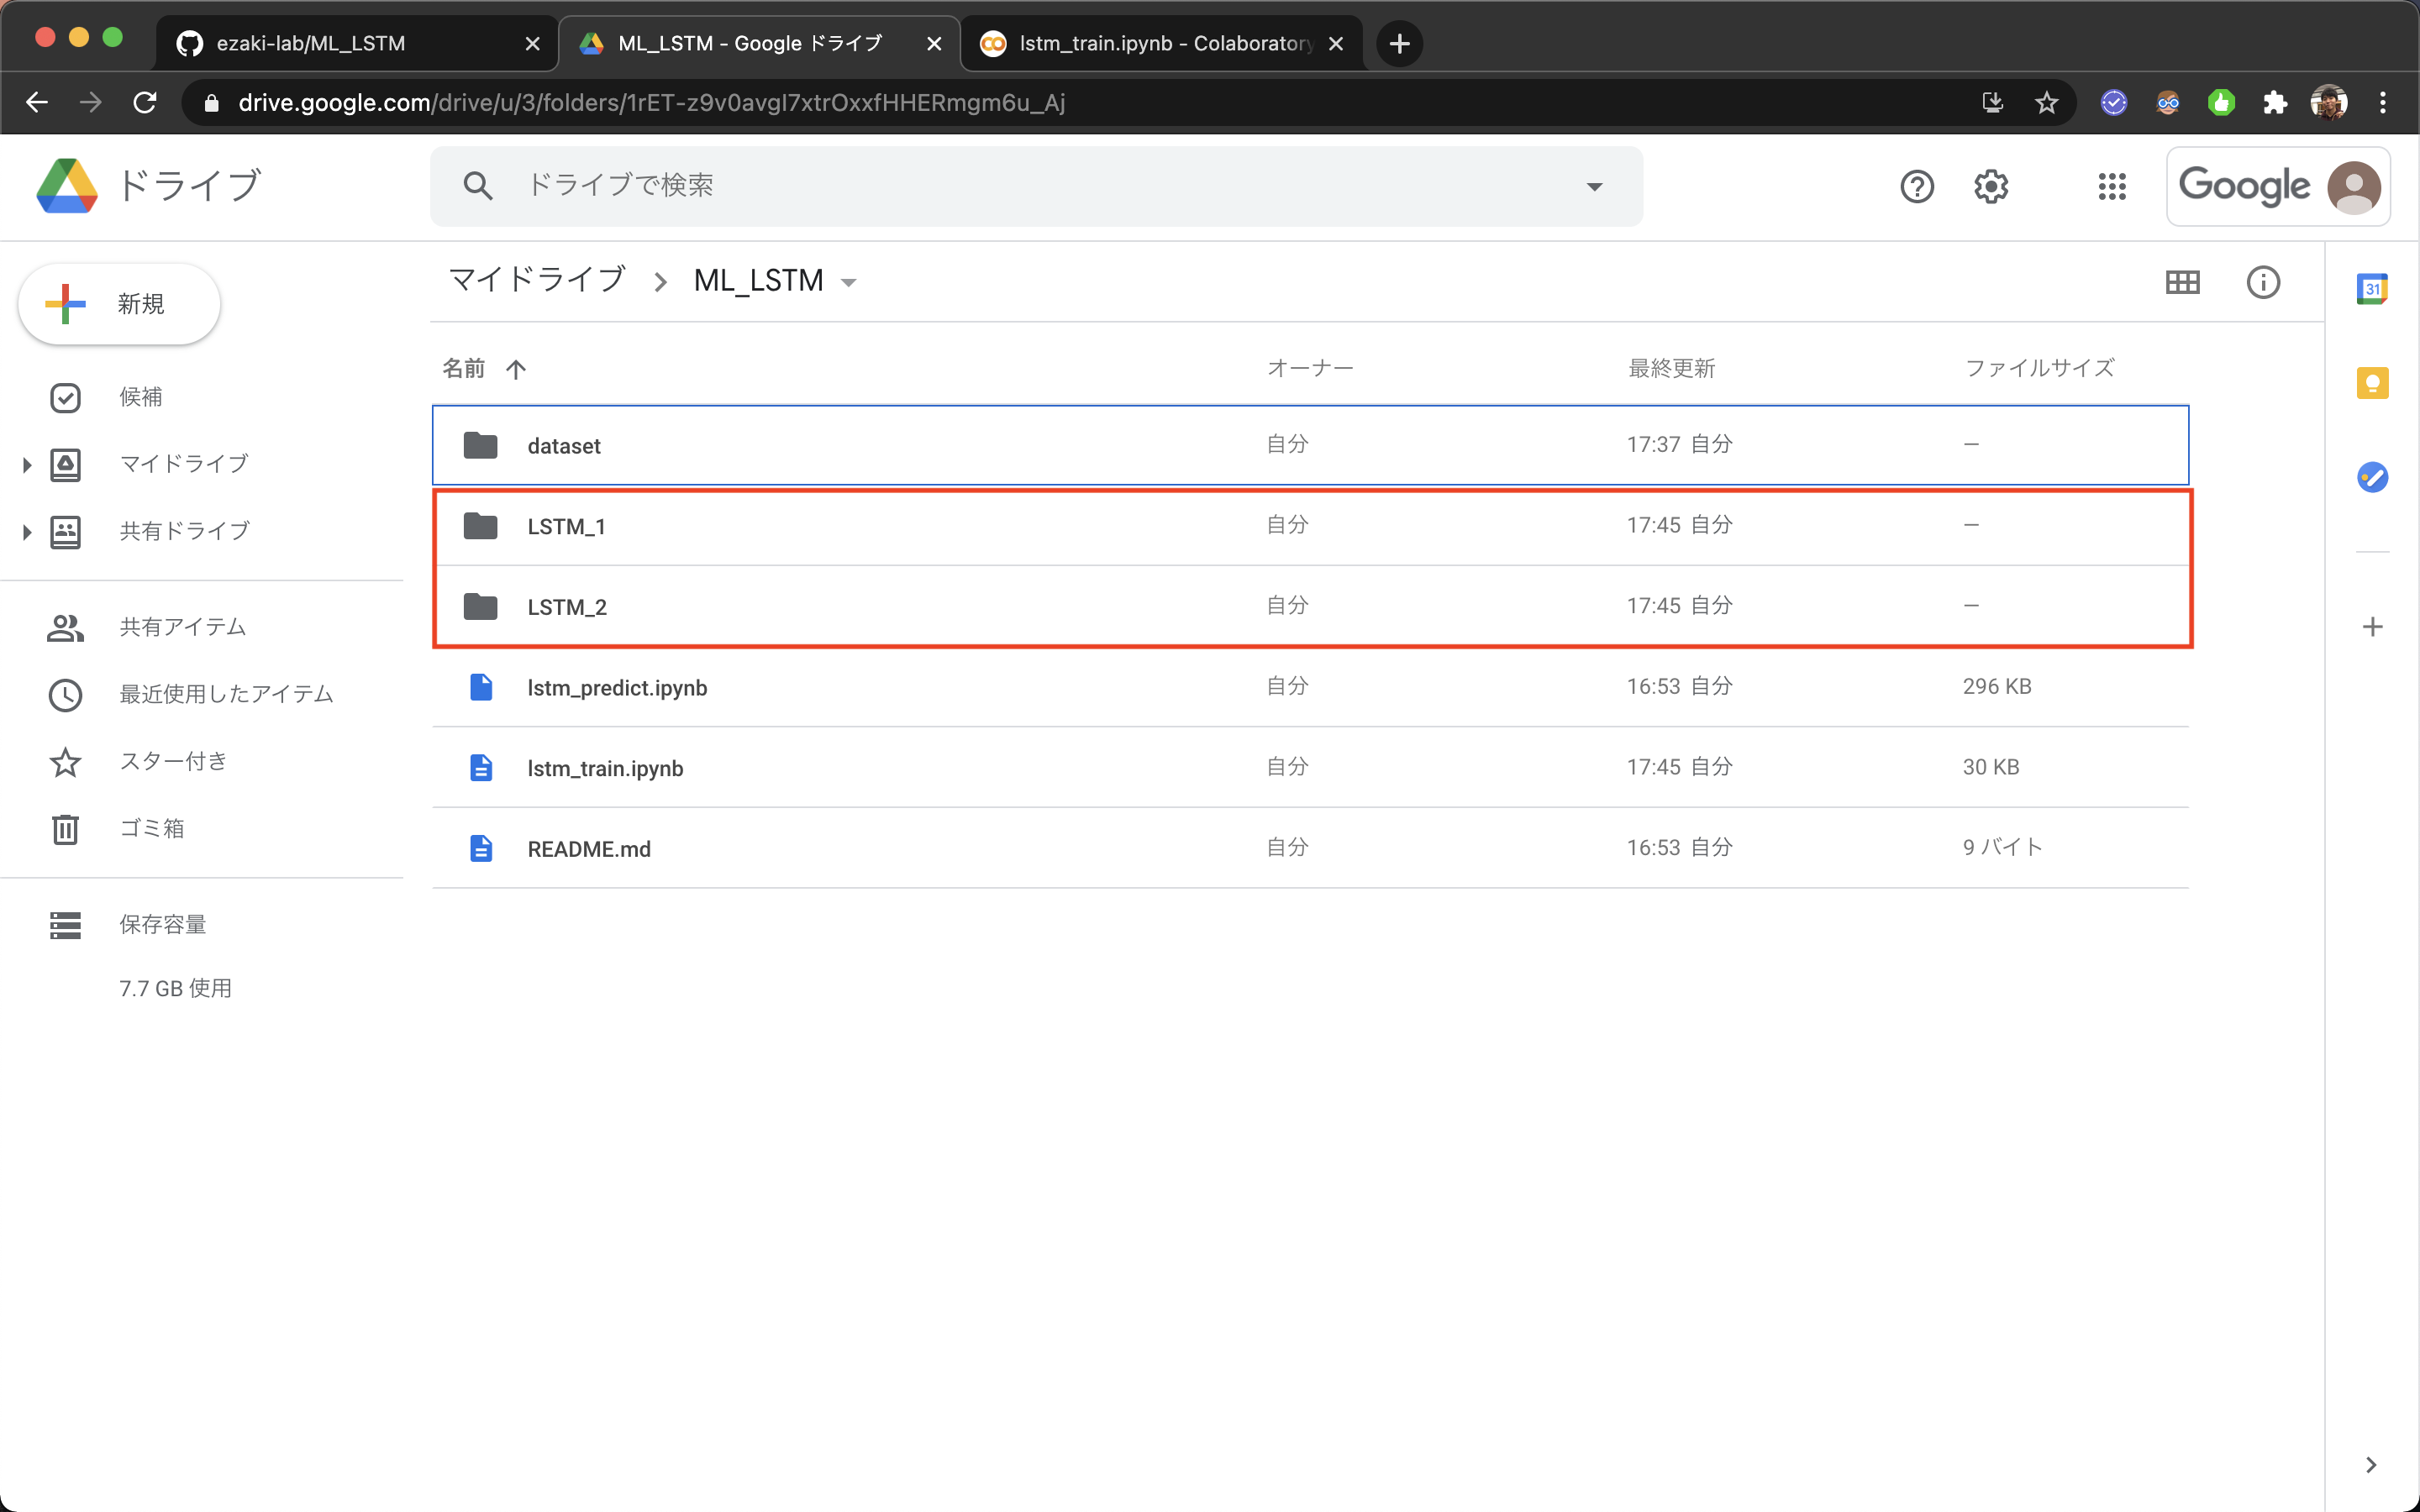 ezaki-lab/ML_LSTM
ML_LSTM - Google ドライブ
lstm_train.ipynb - Colaboratory
drive.google.com/drive/u/3/folders/1rET-z9v0avgI7xtrOxxfHHERmgm6u_Aj
ドライブ
ドライブで検索
Google
新規
マイドライブ
ML_LSTM
31
名前
オーナー
最終更新
ファイルサイズ
候補
マイドライブ
共有ドライブ
共有アイテム
最近使用したアイテム
スター付き
ゴミ箱
保存容量
7.7 GB 使用
dataset 自分 17:37 自分 —
LSTM_1 自分 17:45 自分 —
LSTM_2 自分 17:45 自分 —
lstm_predict.ipynb 自分 16:53 自分 296 KB
lstm_train.ipynb 自分 17:45 自分 30 KB
README.md 自分 16:53 自分 9 バイト